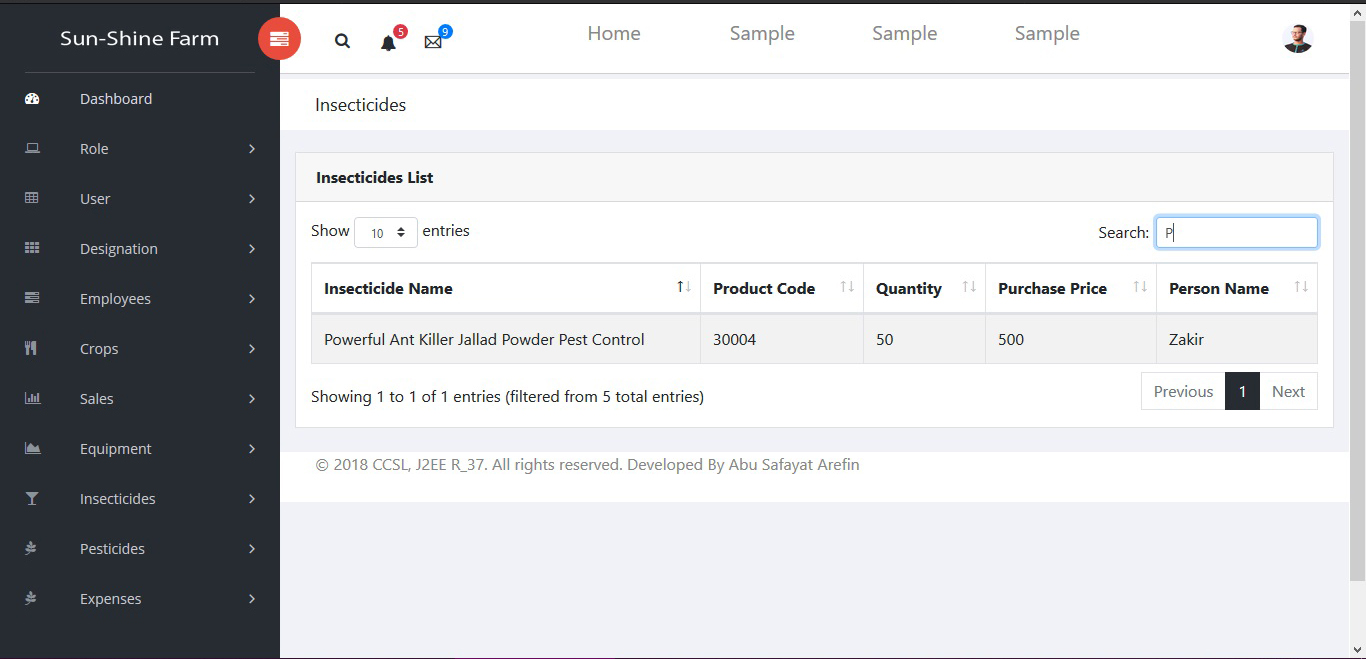 Sun-Shine Farm
5
9
Home Sample Sample Sample
Dashboard
Role
User
Designation
Employees
Crops
Sales
Equipment
Insecticides
Pesticides
Expenses
Insecticides
Insecticides List
Show 10 entries
Search: P
Insecticide Name Product Code Quantity Purchase Price Person Name
Powerful Ant Killer Jallad Powder Pest Control 30004 50 500 Zakir
Showing 1 to 1 of 1 entries (filtered from 5 total entries)
Previous 1 Next
© 2018 CCSL, J2EE R_37. All rights reserved. Developed By Abu Safayat Arefin